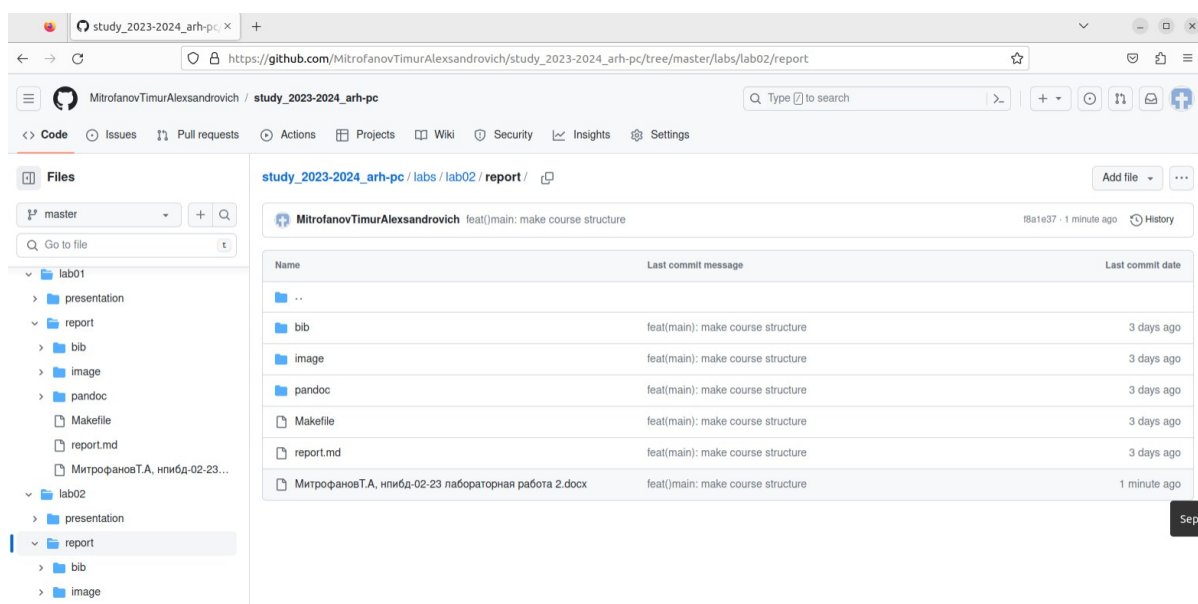 study_2023-2024_arh-pc
https://github.com/MitrofanovTimurAlexsandrovich/study_2023-2024_arh-pc/tree/master/labs/lab02/report
MitrofanovTimurAlexsandrovich / study_2023-2024_arh-pc Type / to search
Code Issues Pull requests Actions Projects Wiki Security Insights Settings
Files
master
Go to file t
lab01
presentation
report
bib
image
pandoc
Makefile
report.md
МитрофановТ.А, нпибд-02-23...
lab02
presentation
report
bib
image
study_2023-2024_arh-pc / labs / lab02 / report /
Add file
MitrofanovTimurAlexsandrovich feat()main: make course structure f8a1e37 · 1 minute ago History
Name Last commit message Last commit date
..
bib feat(main): make course structure 3 days ago
image feat(main): make course structure 3 days ago
pandoc feat(main): make course structure 3 days ago
Makefile feat(main): make course structure 3 days ago
report.md feat(main): make course structure 3 days ago
МитрофановТ.А, нпибд-02-23 лабораторная работа 2.docx feat()main: make course structure 1 minute ago
Sep